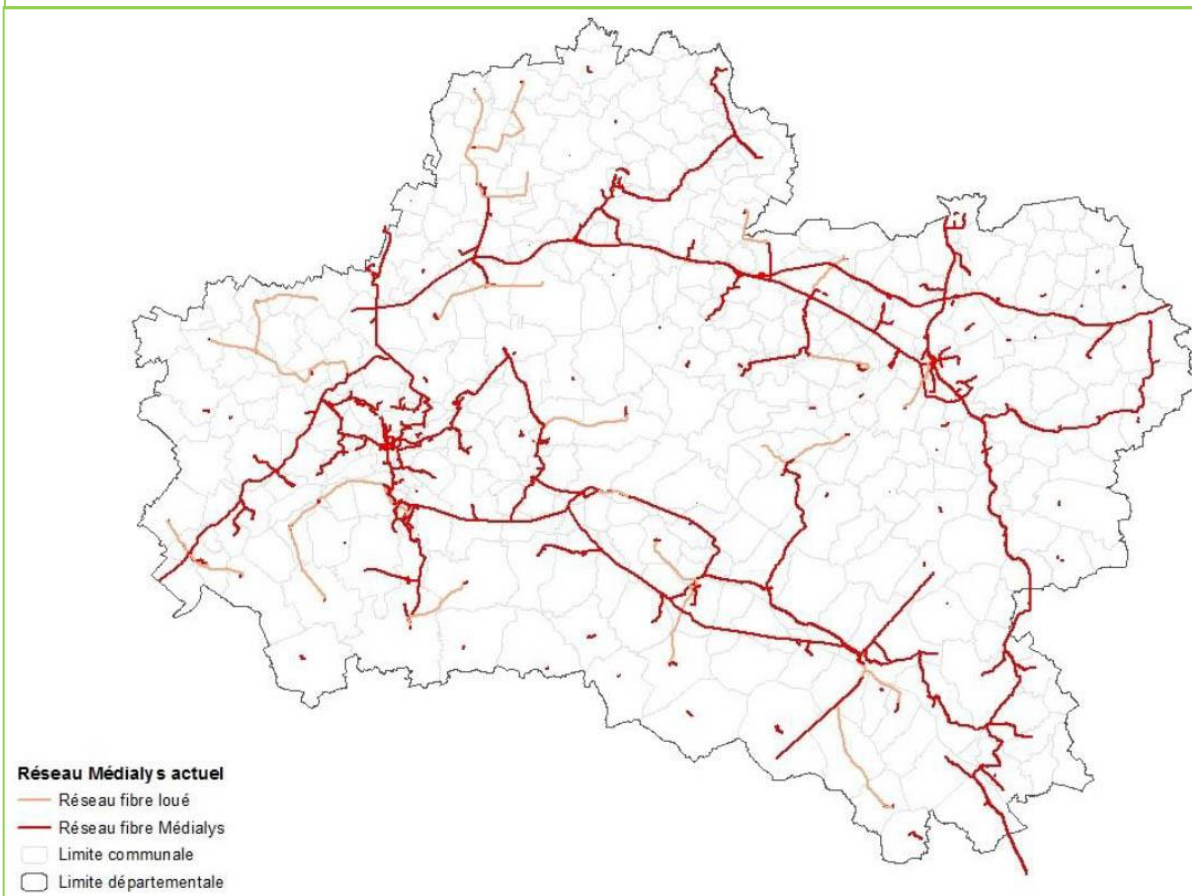 Réseau Médialys actuel
Réseau fibre loué
Réseau fibre Médialys
Limite communale
Limite départementale